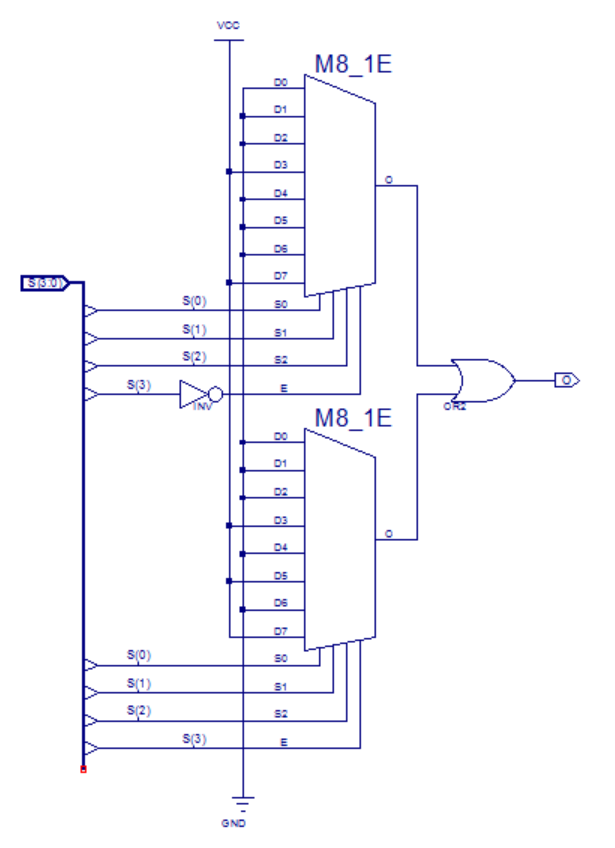 VCC
M8_1E
D0
D1
D2
D3
D4
D5
D6
D7
O
S(3:0)
S(0) S0
S(1) S1
S(2) S2
S(3) INV E
OR2
O
M8_1E
D0
D1
D2
D3
D4
D5
D6
D7
O
S(0) S0
S(1) S1
S(2) S2
S(3) E
GND